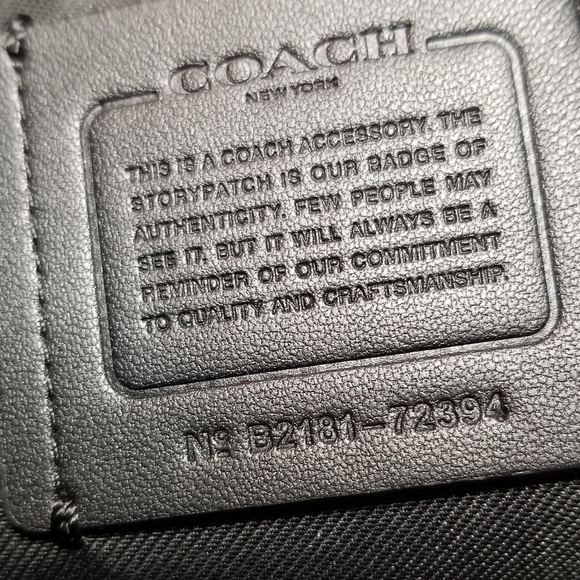 COACH
NEW YORK
THIS IS A COACH ACCESSORY. THE
STORYPATCH IS OUR BADGE OF
AUTHENTICITY. FEW PEOPLE MAY
SEE IT. BUT IT WILL ALWAYS BE A
REMINDER OF OUR COMMITMENT
TO QUALITY AND CRAFTSMANSHIP.
Nº B2181-72394